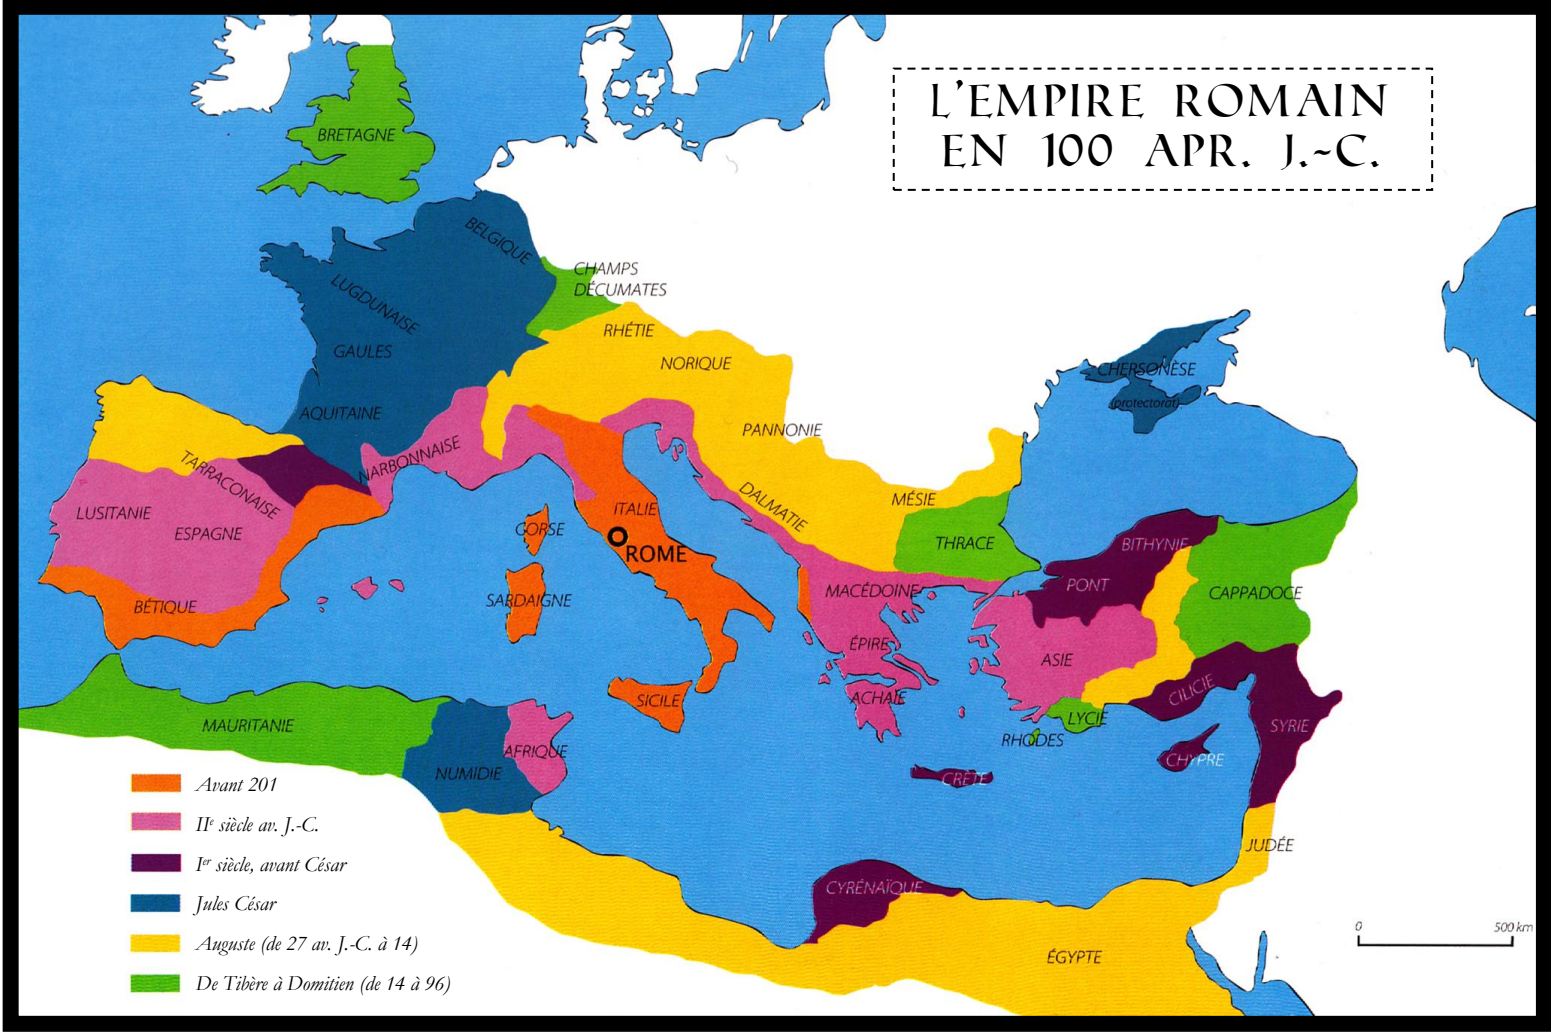 L'EMPIRE ROMAIN
EN 100 APR. J.-C.
BRETAGNE
BELGIQUE
CHAMPS
DÉCUMATES
LUGDUNAISE
RHÉTIE
GAULES
NORIQUE
CHERSONÈSE
(protectorat)
AQUITAINE
PANNONIE
NARBONNAISE
TARRACONAISE
DALMATIE
MÉSIE
LUSITANIE
ITALIE
ESPAGNE
CORSE
ROME
THRACE
BITHYNIE
PONT
CAPPADOCE
MACÉDOINE
SARDAIGNE
BÉTIQUE
ÉPIRE
ASIE
SICILE
ACHAÏE
CILICIE
LYCIE
SYRIE
MAURITANIE
RHODES
AFRIQUE
CHYPRE
NUMIDIE
CRÈTE
JUDÉE
CYRÉNAÏQUE
ÉGYPTE
Avant 201
IIe siècle av. J.-C.
Ier siècle, avant César
Jules César
Auguste (de 27 av. J.-C. à 14)
De Tibère à Domitien (de 14 à 96)
0 500 km